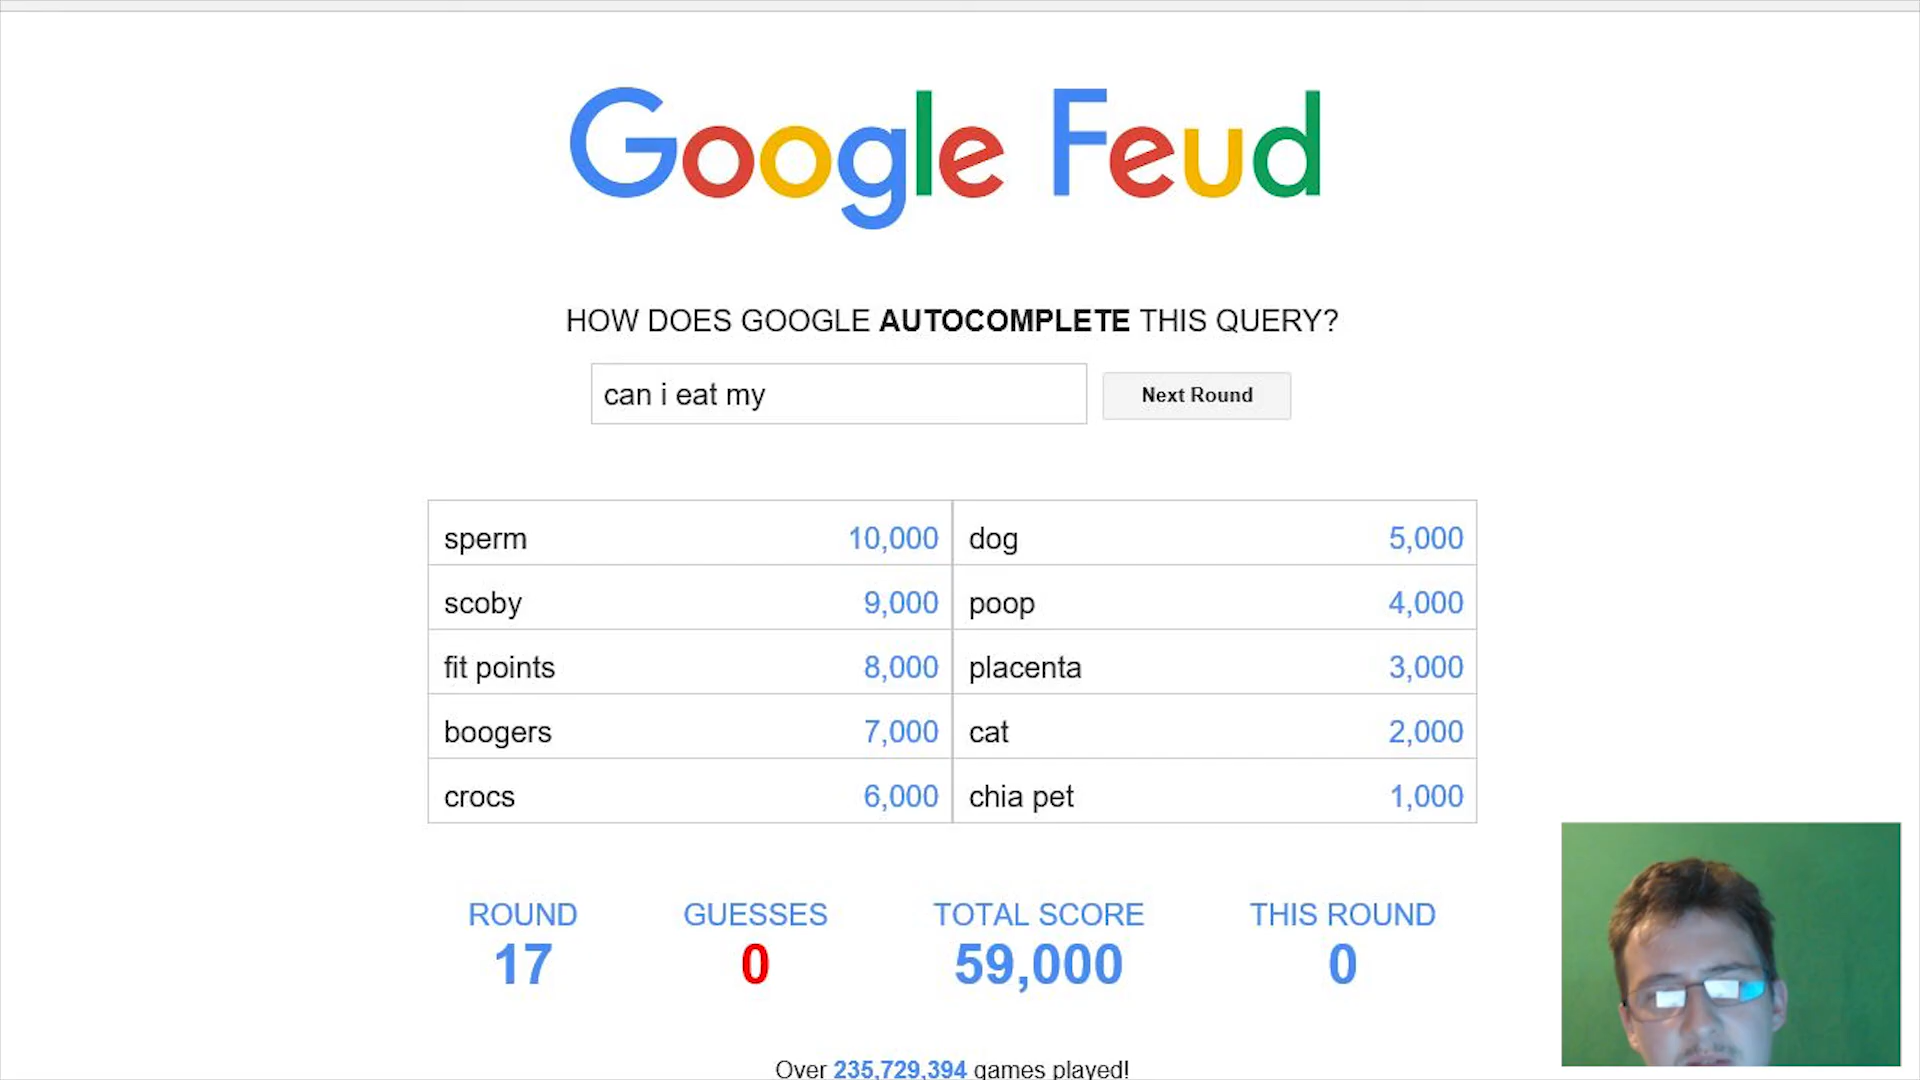 Google Feud
HOW DOES GOOGLE AUTOCOMPLETE THIS QUERY?
can i eat my
Next Round
sperm 10,000 dog 5,000
scoby 9,000 poop 4,000
fit points 8,000 placenta 3,000
boogers 7,000 cat 2,000
crocs 6,000 chia pet 1,000
ROUND GUESSES TOTAL SCORE THIS ROUND
17 0 59,000 0
Over 235,729,394 games played!